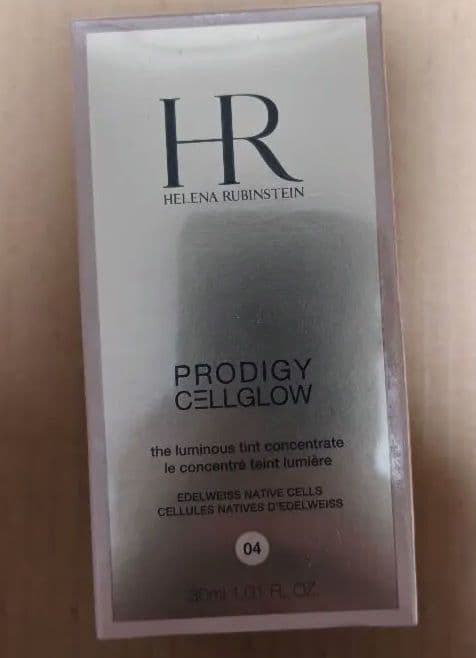 HR
HELENA RUBINSTEIN
PRODIGY
CELLGLOW
the luminous tint concentrate
le concentré teint lumière
EDELWEISS NATIVE CELLS
CELLULES NATIVES D'EDELWEISS
04
30ml 1.01 FL. OZ.